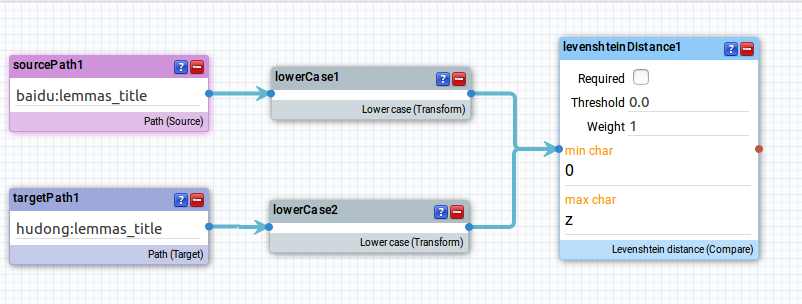 sourcePath1
?
baidu:lemmas_title
Path (Source)
lowerCase1
?
Lower case (Transform)
targetPath1
?
hudong:lemmas_title
Path (Target)
lowerCase2
?
Lower case (Transform)
levenshteinDistance1
?
Required
Threshold 0.0
Weight 1
min char
0
max char
z
Levenshtein distance (Compare)